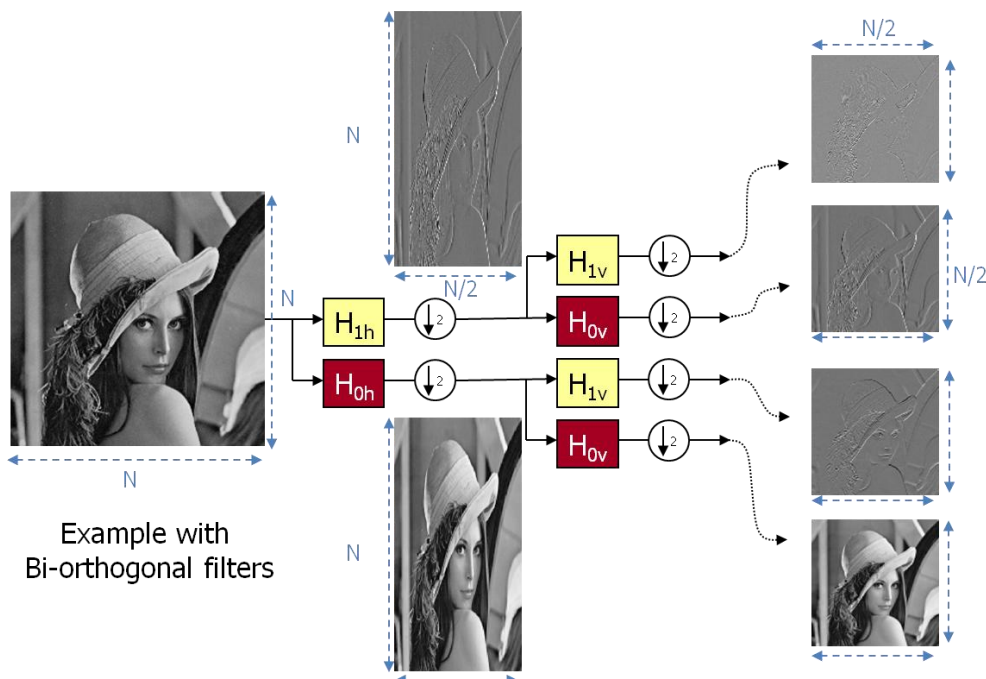 N/2
N
N
N/2
N/2
H1v
2
H1h
2
H0v
2
H0h
2
H1v
2
H0v
2
N
N
Example with
Bi-orthogonal filters